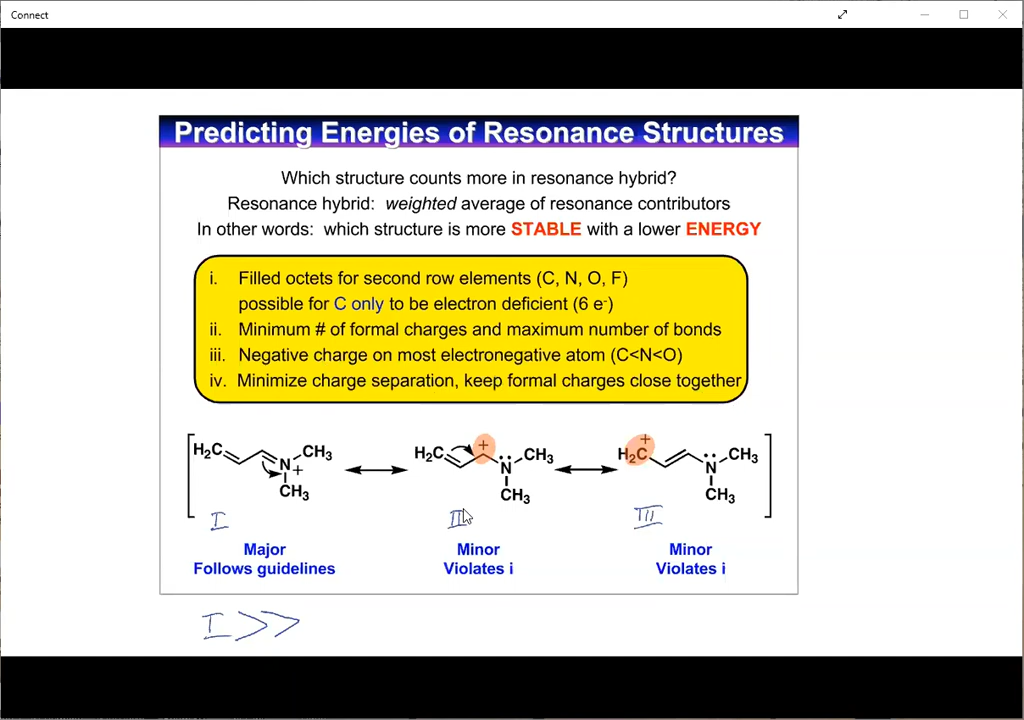 Connect
Predicting Energies of Resonance Structures
Which structure counts more in resonance hybrid?
Resonance hybrid: weighted average of resonance contributors
In other words: which structure is more STABLE with a lower ENERGY
i. Filled octets for second row elements (C, N, O, F)
possible for C only to be electron deficient (6 e-)
ii. Minimum # of formal charges and maximum number of bonds
iii. Negative charge on most electronegative atom (C<N<O)
iv. Minimize charge separation, keep formal charges close together
H₂C N + CH₃ CH₃
H₂C + N CH₃ CH₃
H₂C + N CH₃ CH₃
I II III
Major Minor Minor
Follows guidelines Violates i Violates i
I >>